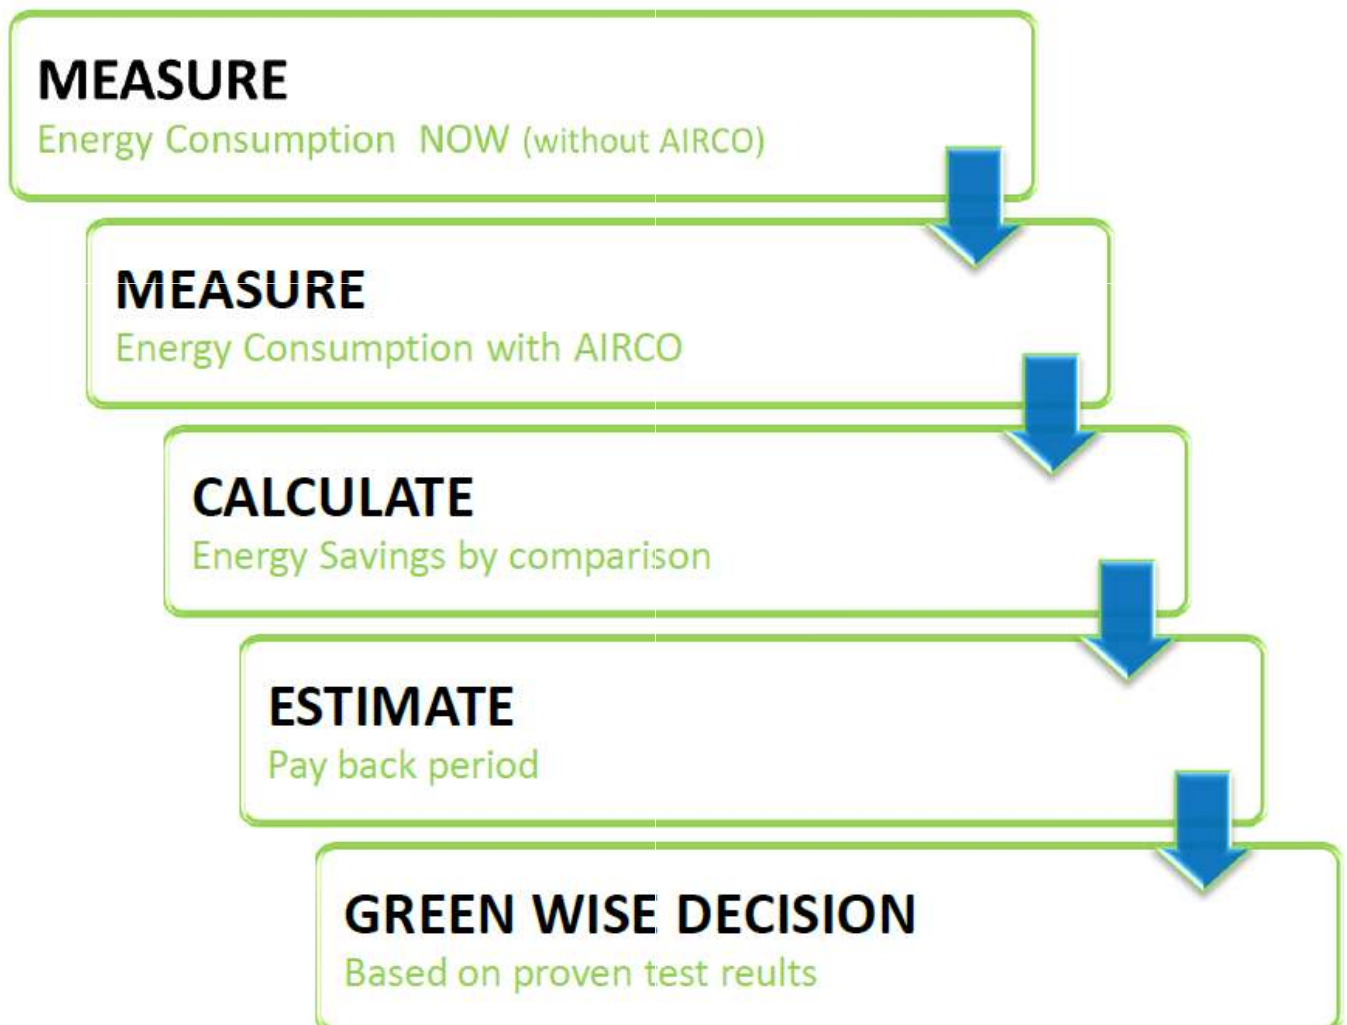 MEASURE
Energy Consumption NOW (without AIRCO)
MEASURE
Energy Consumption with AIRCO
CALCULATE
Energy Savings by comparison
ESTIMATE
Pay back period
GREEN WISE DECISION
Based on proven test reults